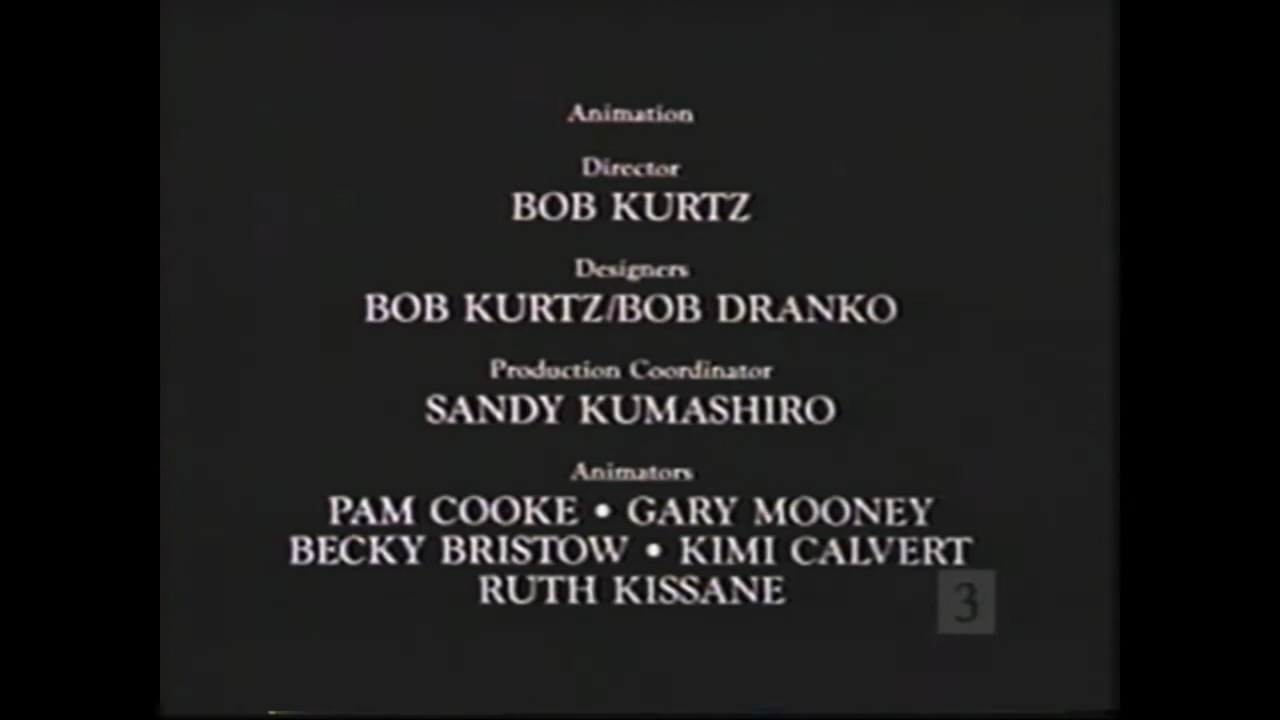 Animation
Director
BOB KURTZ
Designers
BOB KURTZ/BOB DRANKO
Production Coordinator
SANDY KUMASHIRO
Animators
PAM COOKE • GARY MOONEY
BECKY BRISTOW • KIMI CALVERT
RUTH KISSANE
3